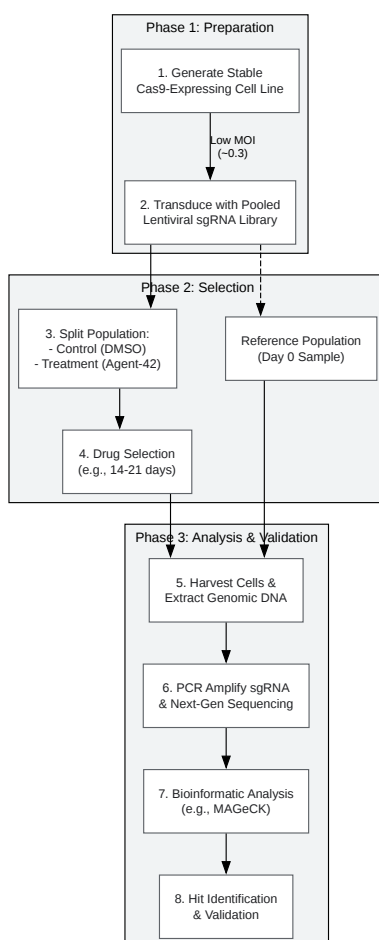 Phase 1: Preparation
1. Generate Stable
Cas9-Expressing Cell Line
Low MOI
(~0.3)
2. Transduce with Pooled
Lentiviral sgRNA Library
Phase 2: Selection
3. Split Population:
- Control (DMSO)
- Treatment (Agent-42)
Reference Population
(Day 0 Sample)
4. Drug Selection
(e.g., 14-21 days)
Phase 3: Analysis & Validation
5. Harvest Cells &
Extract Genomic DNA
6. PCR Amplify sgRNA
& Next-Gen Sequencing
7. Bioinformatic Analysis
(e.g., MAGeCK)
8. Hit Identification
& Validation